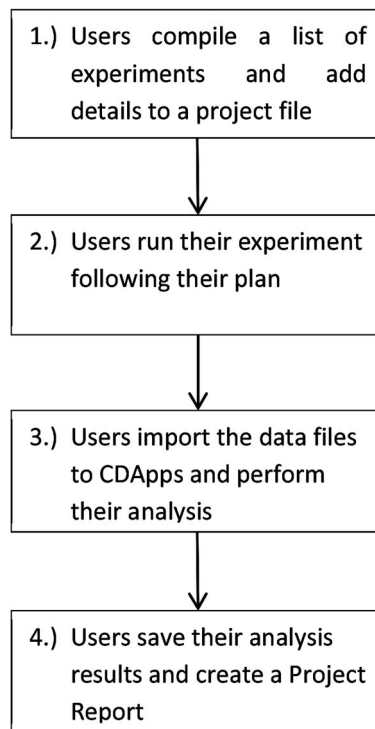 1.) Users compile a list of
experiments and add
details to a project file
2.) Users run their experiment
following their plan
3.) Users import the data files
to CDApps and perform
their analysis
4.) Users save their analysis
results and create a Project
Report